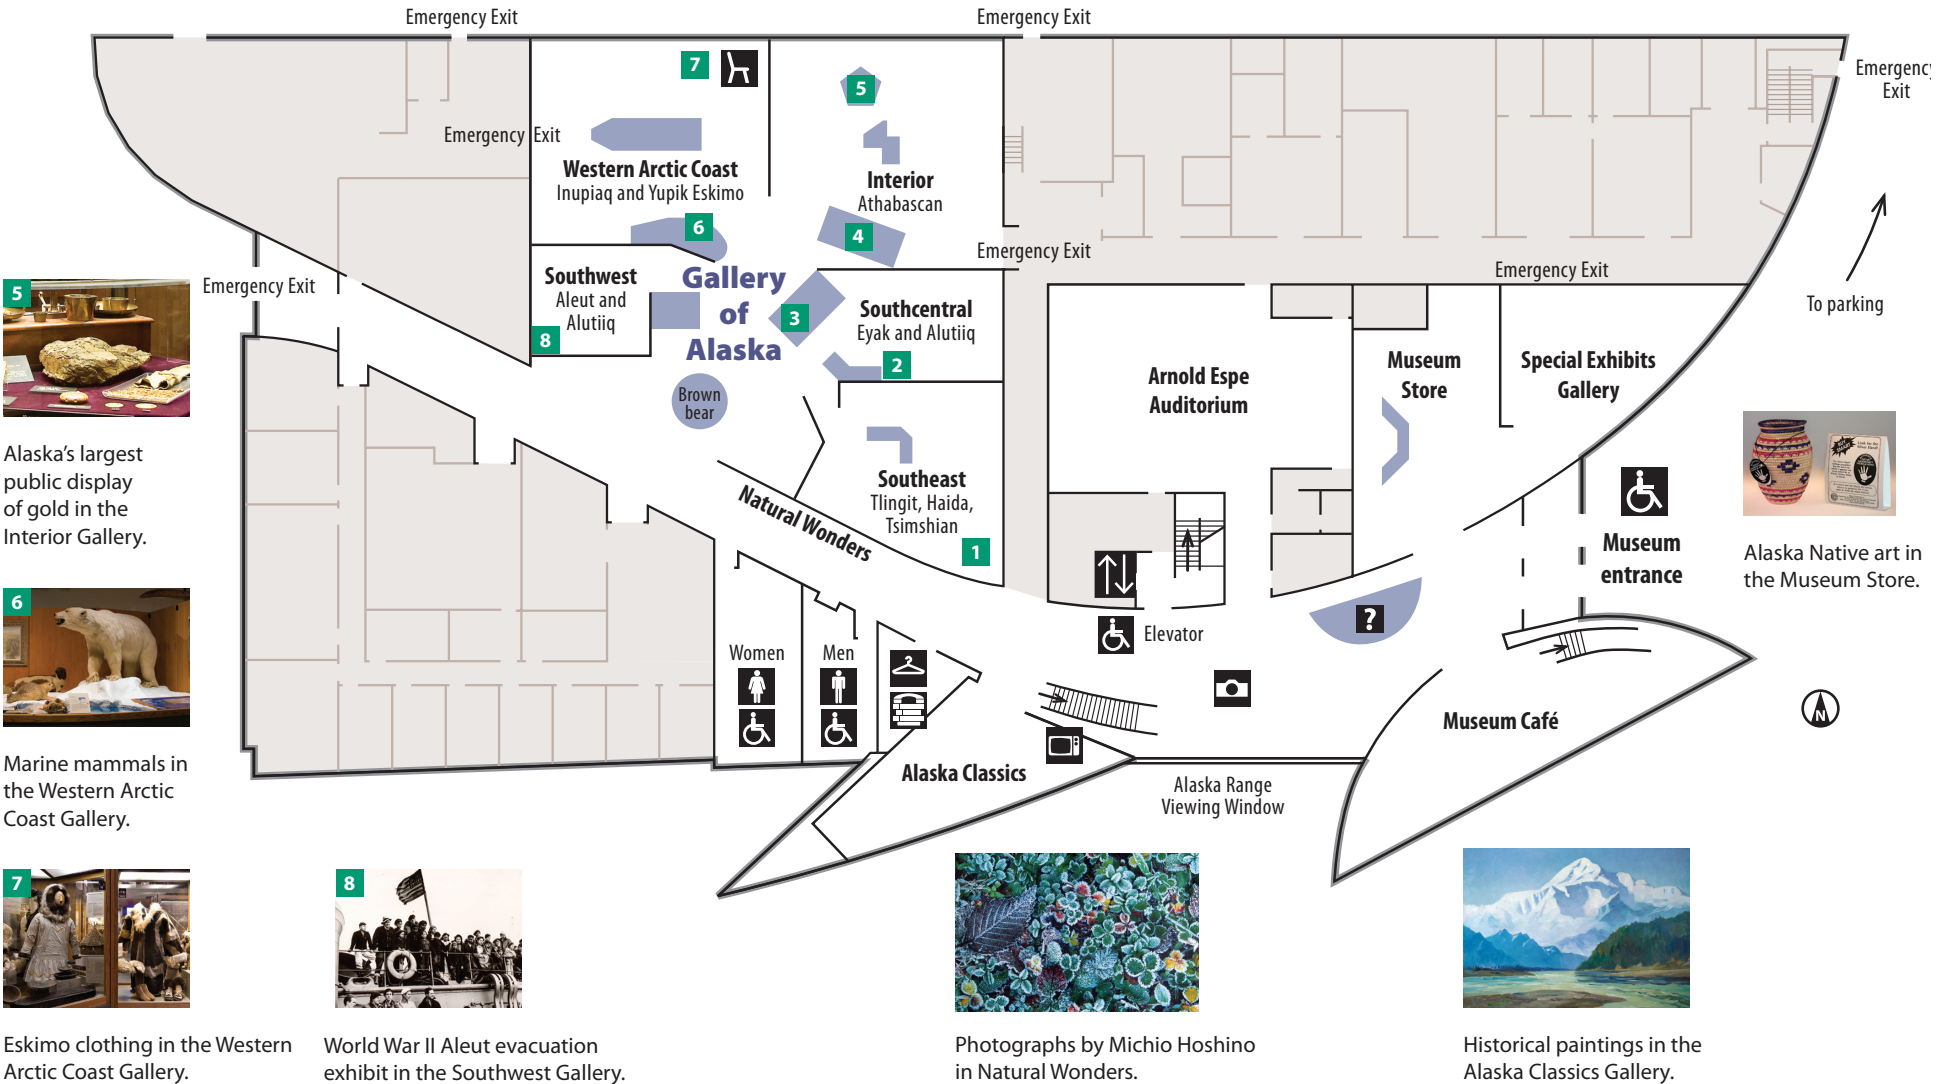 Emergency Exit
Emergency Exit
Emergency
Exit
7
5
Emergency Exit
Western Arctic Coast
Inupiaq and Yupik Eskimo
Interior
Athabascan
6
4
Emergency Exit
Emergency Exit
Emergency Exit
Southwest
Aleut and
Alutiiq
8
Gallery
of
Alaska
3
Southcentral
Eyak and Alutiiq
2
To parking
Brown
bear
Arnold Espe
Auditorium
Museum
Store
Special Exhibits
Gallery
Southeast
Tlingit, Haida,
Tsimshian
1
Natural Wonders
Museum
entrance
?
Elevator
Women
Men
Museum Café
N
Alaska Classics
Alaska Range
Viewing Window
5
Alaska's largest
public display
of gold in the
Interior Gallery.
6
Marine mammals in
the Western Arctic
Coast Gallery.
7
Eskimo clothing in the Western
Arctic Coast Gallery.
8
World War II Aleut evacuation
exhibit in the Southwest Gallery.
Photographs by Michio Hoshino
in Natural Wonders.
Historical paintings in the
Alaska Classics Gallery.
Alaska Native art in
the Museum Store.